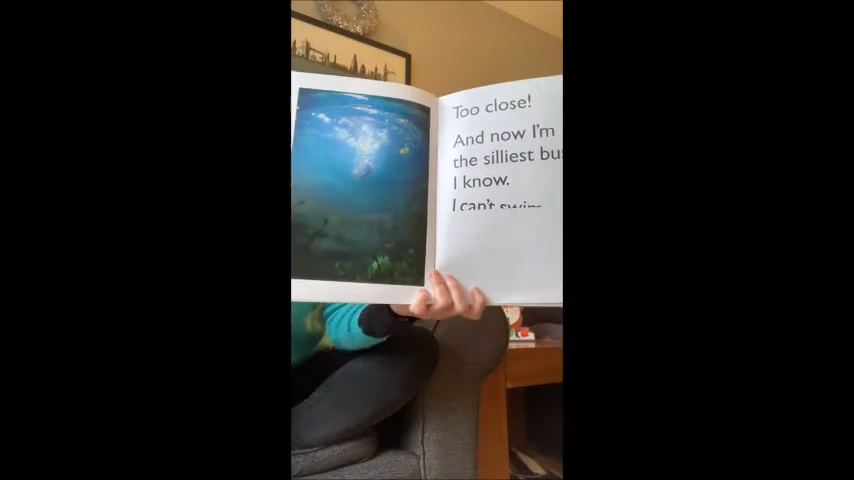 Too close!
And now I'm
the silliest bu
I know.
I can't swim